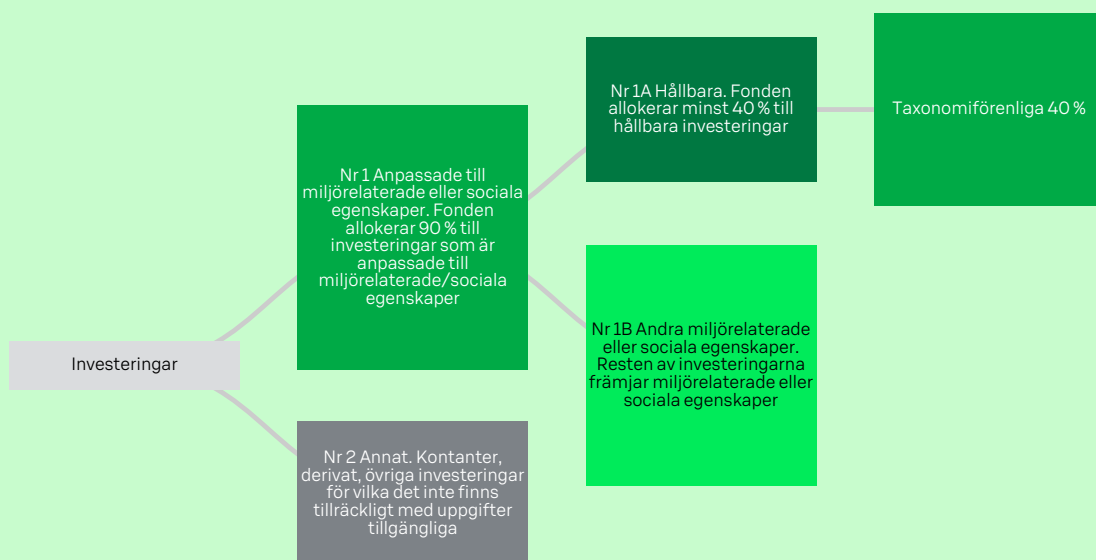 Investeringar
Nr 1 Anpassade till
miljörelaterade eller sociala
egenskaper. Fonden
allokerar 90 % till
investeringar som är
anpassade till
miljörelaterade/sociala
egenskaper
Nr 2 Annat. Kontanter,
derivat, övriga investeringar
för vilka det inte finns
tillräckligt med uppgifter
tillgängliga
Nr 1A Hållbara. Fonden
allokerar minst 40 % till
hållbara investeringar
Nr 1B Andra miljörelaterade
eller sociala egenskaper.
Resten av investeringarna
främjar miljörelaterade eller
sociala egenskaper
Taxonomiförenliga 40 %